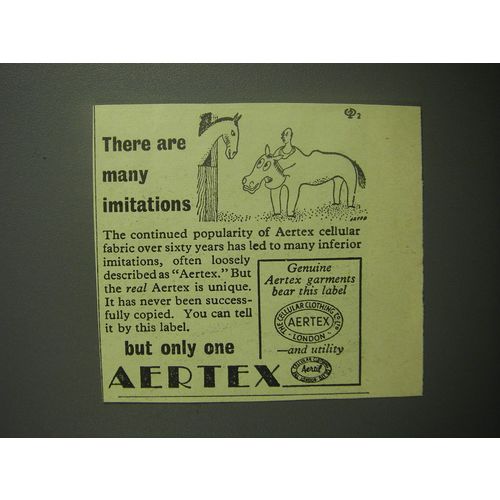 There are
many
imitations
2
The continued popularity of Aertex cellular
fabric over sixty years has led to many inferior
imitations, often loosely
described as “Aertex.” But
the real Aertex is unique.
It has never been success-
fully copied. You can tell
it by this label.
but only one
AERTEX
Genuine
Aertex garments
bear this label
THE CELLULAR CLOTHING Co LTD
AERTEX
LONDON
—and utility
Aertil